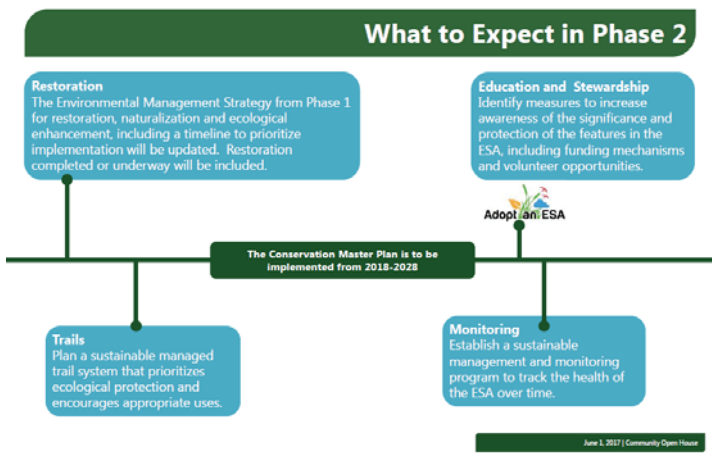 What to Expect in Phase 2
Restoration
The Environmental Management Strategy from Phase 1
for restoration, naturalization and ecological
enhancement, including a timeline to prioritize
implementation will be updated. Restoration
completed or underway will be included.
Education and Stewardship
Identify measures to increase
awareness of the significance and
protection of the features in the
ESA, including funding mechanisms
and volunteer opportunities.
Adopt an ESA
The Conservation Master Plan is to be
implemented from 2018-2028
Trails
Plan a sustainable managed
trail system that prioritizes
ecological protection and
encourages appropriate uses.
Monitoring
Establish a sustainable
management and monitoring
program to track the health of
the ESA over time.
June 1, 2017 | Community Open House